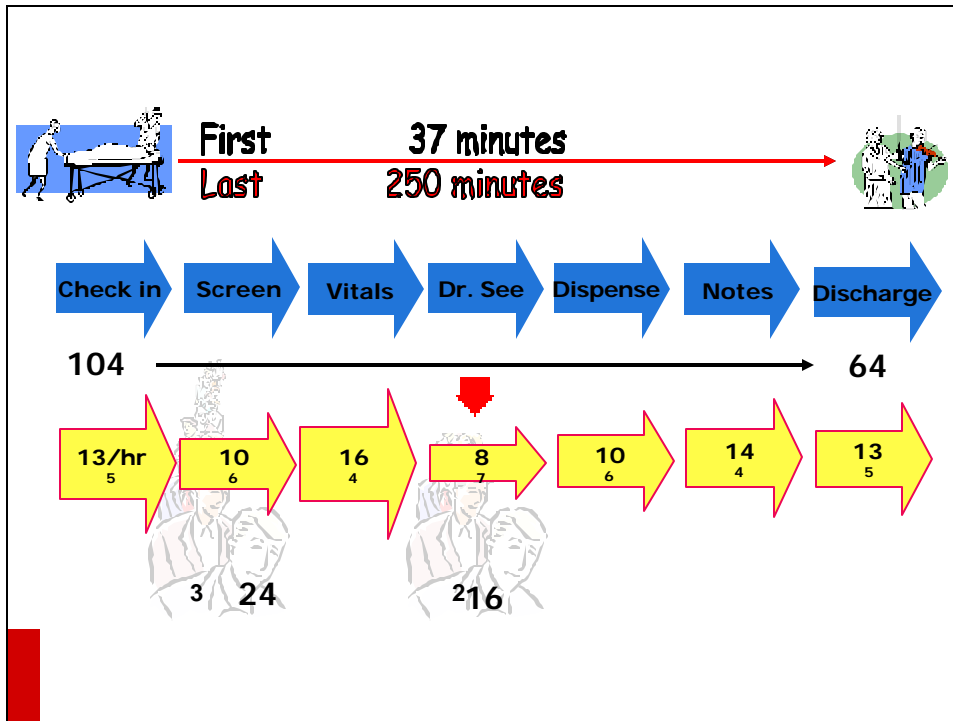 First 37 minutes
Last 250 minutes
Check in Screen Vitals Dr. See Dispense Notes Discharge
104 64
13/hr 10 16 8 10 14 13
5 6 4 7 6 4 5
3 24 2 16